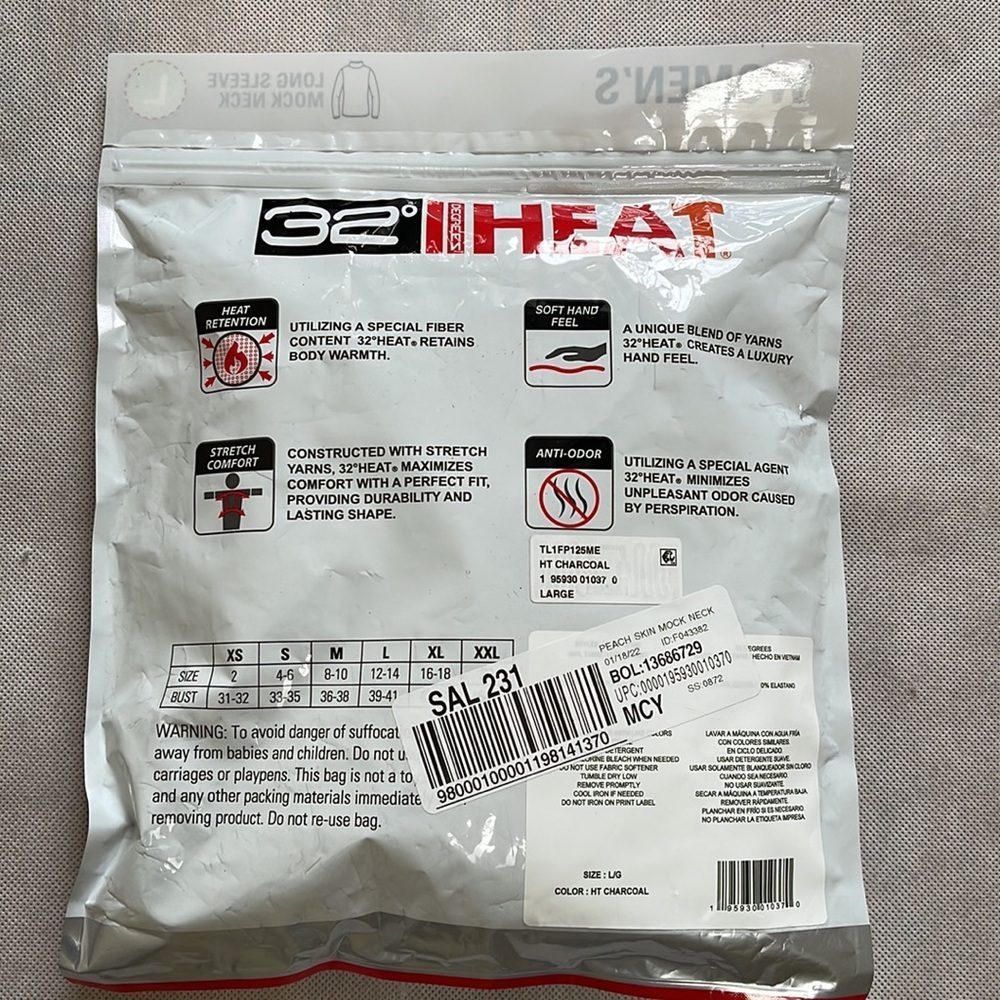 WOMEN'S
LONG SLEEVE
MOCK NECK
L
32° DEGREES HEAT®
HEAT
RETENTION
UTILIZING A SPECIAL FIBER
CONTENT 32°HEAT® RETAINS
BODY WARMTH.
SOFT HAND
FEEL
A UNIQUE BLEND OF YARNS
32°HEAT® CREATES A LUXURY
HAND FEEL.
STRETCH
COMFORT
CONSTRUCTED WITH STRETCH
YARNS, 32°HEAT® MAXIMIZES
COMFORT WITH A PERFECT FIT,
PROVIDING DURABILITY AND
LASTING SHAPE.
ANTI-ODOR
UTILIZING A SPECIAL AGENT
32°HEAT® MINIMIZES
UNPLEASANT ODOR CAUSED
BY PERSPIRATION.
TL1FP125ME
HT CHARCOAL
1 95930 01037 0
LARGE
XS S M L XL XXL
SIZE 2 4-6 8-10 12-14 16-18
BUST 31-32 33-35 36-38 39-41
WARNING: To avoid danger of suffocat
away from babies and children. Do not u
carriages or playpens. This bag is not a to
and any other packing materials immediate
removing product. Do not re-use bag.
PEACH SKIN MOCK NECK
01/18/22 ID:F043382
SAL 231
BOL:13686729
UPC:0000195930010370
SS:0872
MCY
98000100001198141370
EGREES
HECHO EN VIETNAM
0% ELASTANO
OLORS
DETERGENT
ORINE BLEACH WHEN NEEDED
DO NOT USE FABRIC SOFTENER
TUMBLE DRY LOW
REMOVE PROMPTLY
COOL IRON IF NEEDED
DO NOT IRON ON PRINT LABEL
LAVAR A MÁQUINA CON AGUA FRÍA
CON COLORES SIMILARES
EN CICLO DELICADO
USAR DETERGENTE SUAVE.
USAR SOLAMENTE BLANQUEADOR SIN CLORO
CUANDO SEA NECESARIO
NO USAR SUAVIZANTE.
SECAR A MÁQUINA A TEMPERATURA BAJA
REMOVER RÁPIDAMENTE
PLANCHAR EN FRÍO SI ES NECESARIO
NO PLANCHAR LA ETIQUETA IMPRESA
SIZE : L/G
COLOR : HT CHARCOAL
1 95930 01037 0